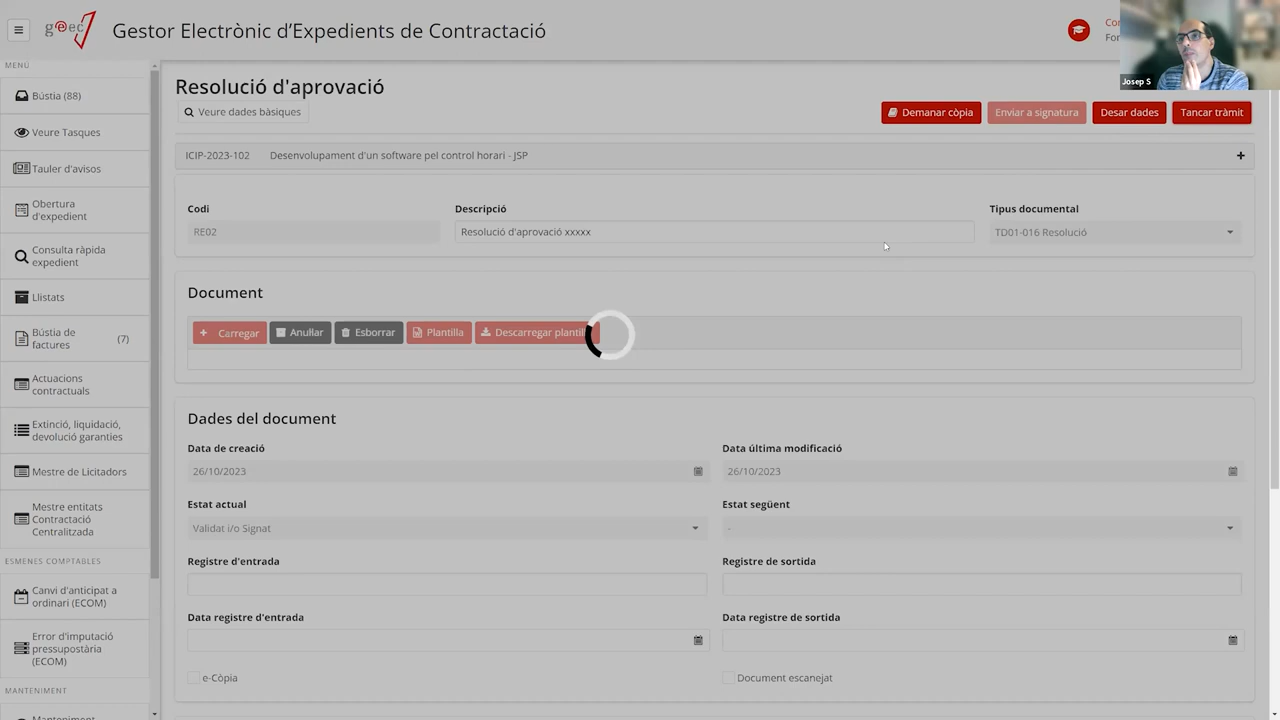 geec
Gestor Electrònic d'Expedients de Contractació
Josep S
MENÚ
Bústia (88)
Veure Tasques
Tauler d'avisos
Obertura
d'expedient
Consulta ràpida
expedient
Llistats
Bústia de
factures
(7)
Actuacions
contractuals
Extinció, liquidació,
devolució garanties
Mestre de Licitadors
Mestre entitats
Contractació
Centralitzada
ESMENES COMPTABLES
Canvi d'anticipat a
ordinari (ECOM)
Error d'imputació
pressupostària
(ECOM)
MANTENIMENT
Resolució d'aprovació
Veure dades bàsiques
Demanar còpia
Enviar a signatura
Desar dades
Tancar tràmit
ICIP-2023-102 Desenvolupament d'un software pel control horari - JSP
Codi
Descripció
Tipus documental
RE02
Resolució d'aprovació xxxxx
TD01-016 Resolució
Document
Carregar
Anul·lar
Esborrar
Plantilla
Descarregar plantill
Dades del document
Data de creació
Data última modificació
26/10/2023
26/10/2023
Estat actual
Estat següent
Validat i/o Signat
-
Registre d'entrada
Registre de sortida
Data registre d'entrada
Data registre de sortida
e-Còpia
Document escanejat